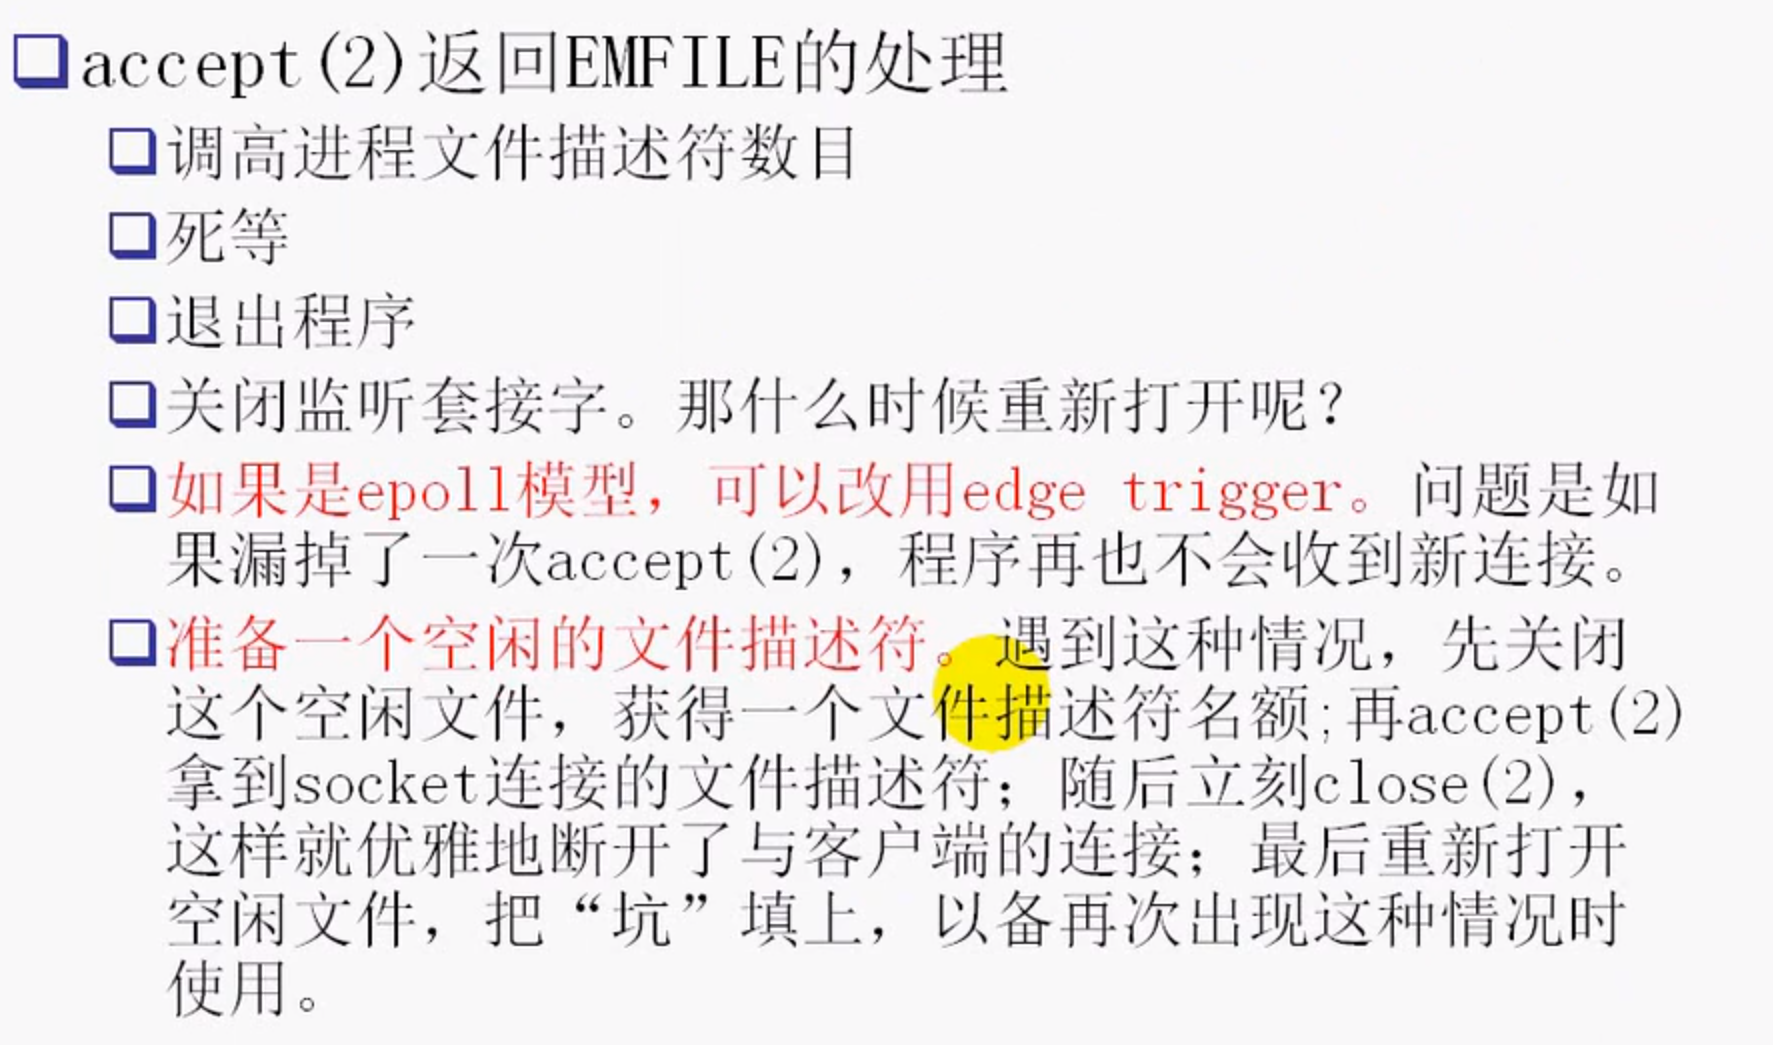 accept(2)返回EMFILE的处理
调高进程文件描述符数目
死等
退出程序
关闭监听套接字。那什么时候重新打开呢?
如果是epoll模型，可以改用edge trigger。问题是如
果漏掉了一次accept(2)，程序再也不会收到新连接。
准备一个空闲的文件描述符。遇到这种情况，先关闭
这个空闲文件，获得一个文件描述符名额;再accept(2)
拿到socket连接的文件描述符；随后立刻close(2)，
这样就优雅地断开了与客户端的连接；最后重新打开
空闲文件，把“坑”填上，以备再次出现这种情况时
使用。